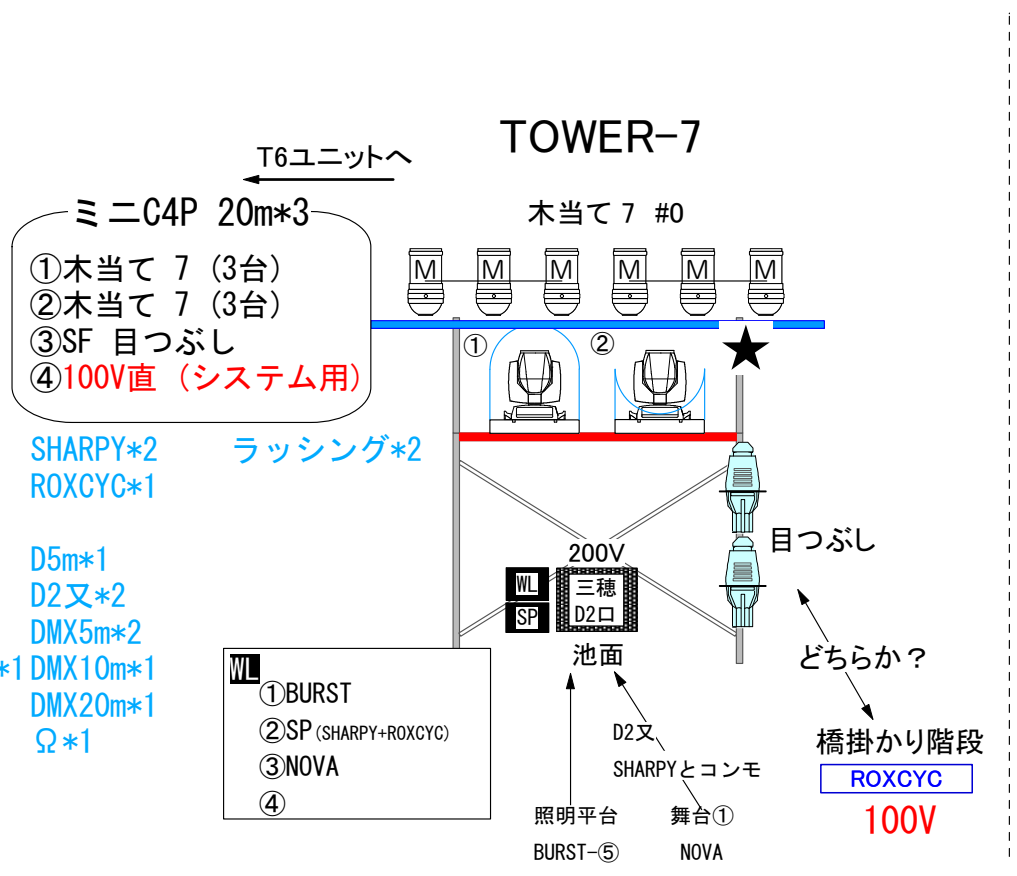 TOWER-7
T6ユニットへ
ミニC4P 20m*3
木当て7 #0
①木当て 7 (3台)
②木当て 7 (3台)
③SF 目つぶし
④100V直 (システム用)
M M M M M M
① ②
★
SHARPY*2 ラッシング*2
ROXCYC*1
D5m*1
D2又*2
DMX5m*2
*1 DMX10m*1
DMX20m*1
Ω*1
200V
WL
SP
三穂
D2口
池面
目つぶし
どちらか？
WL
①BURST
②SP(SHARPY+ROXCYC)
③NOVA
④
D2又
SHARPYとコンモ
照明平台
BURST-⑤
舞台①
NOVA
橋掛かり階段
ROXCYC
100V